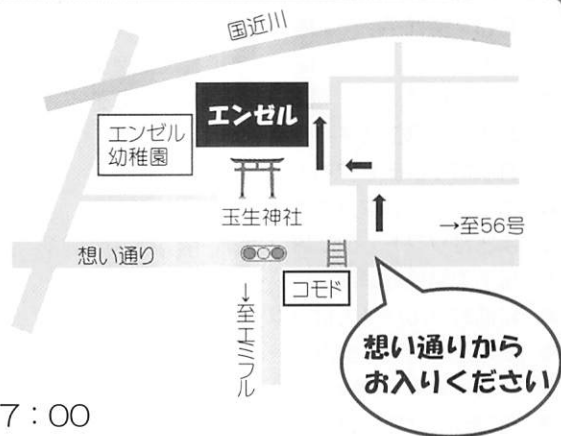 国近川
エンゼル
エンゼル
幼稚園
玉生神社
→至56号
想い通り
コモド
→至エミフル
想い通りから
お入りください
7：00